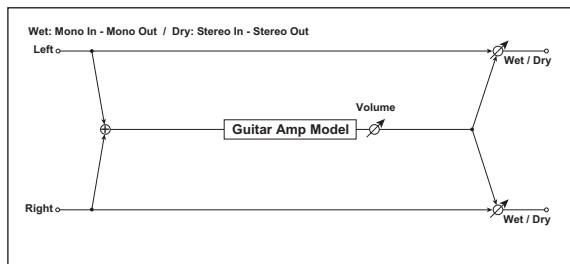 Wet: Mono In - Mono Out / Dry: Stereo In - Stereo Out
Left
Wet / Dry
Volume
Guitar Amp Model
Right
Wet / Dry